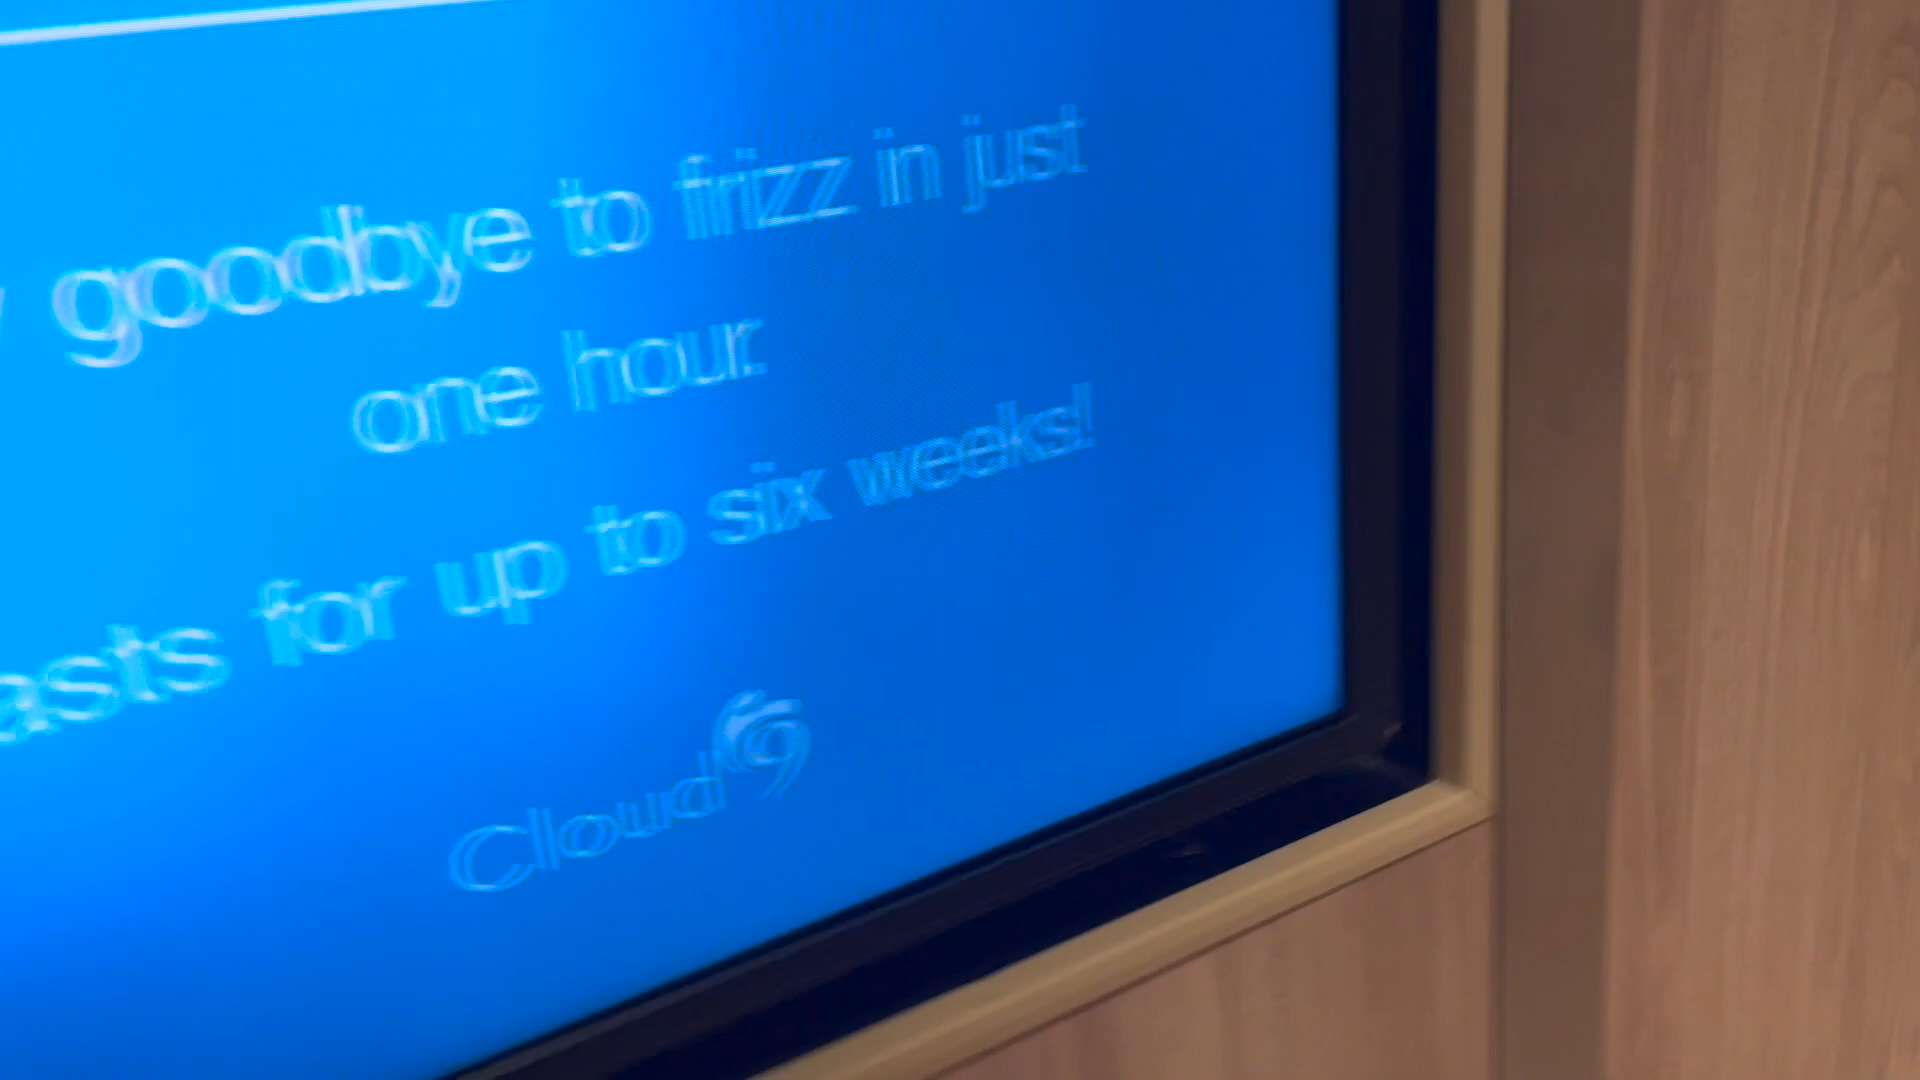 goodbye to frizz in just
one hour.
asts for up to six weeks!
Cloud 9